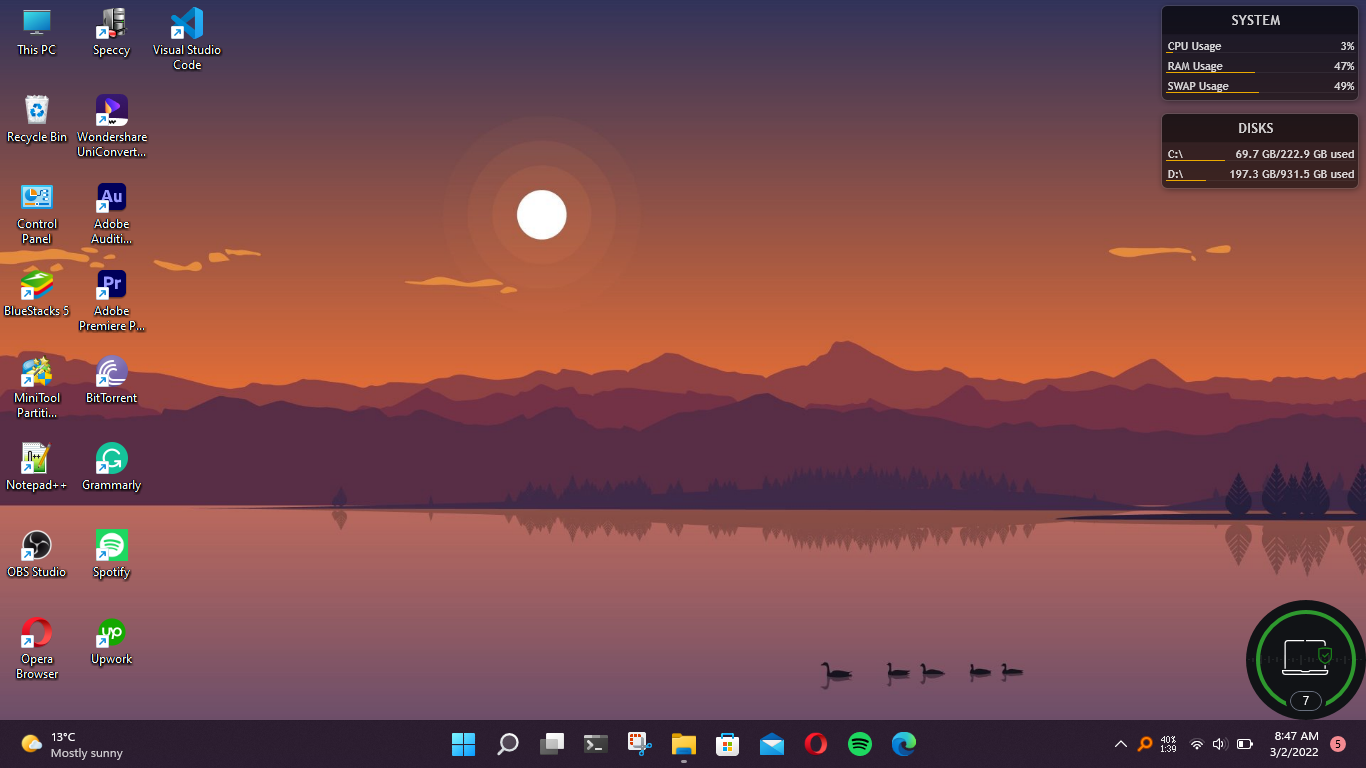 This PC
Speccy
Visual Studio
Code
Recycle Bin
Wondershare
UniConvert...
Control
Panel
Au
Adobe
Auditi...
BlueStacks 5
Pr
Adobe
Premiere P...
MiniTool
Partiti...
BitTorrent
Notepad++
Grammarly
OBS Studio
Spotify
Opera
Browser
up
Upwork
SYSTEM
CPU Usage 3%
RAM Usage 47%
SWAP Usage 49%
DISKS
C:\ 69.7 GB/222.9 GB used
D:\ 197.3 GB/931.5 GB used
7
13°C
Mostly sunny
40%
1:39
8:47 AM
3/2/2022
5